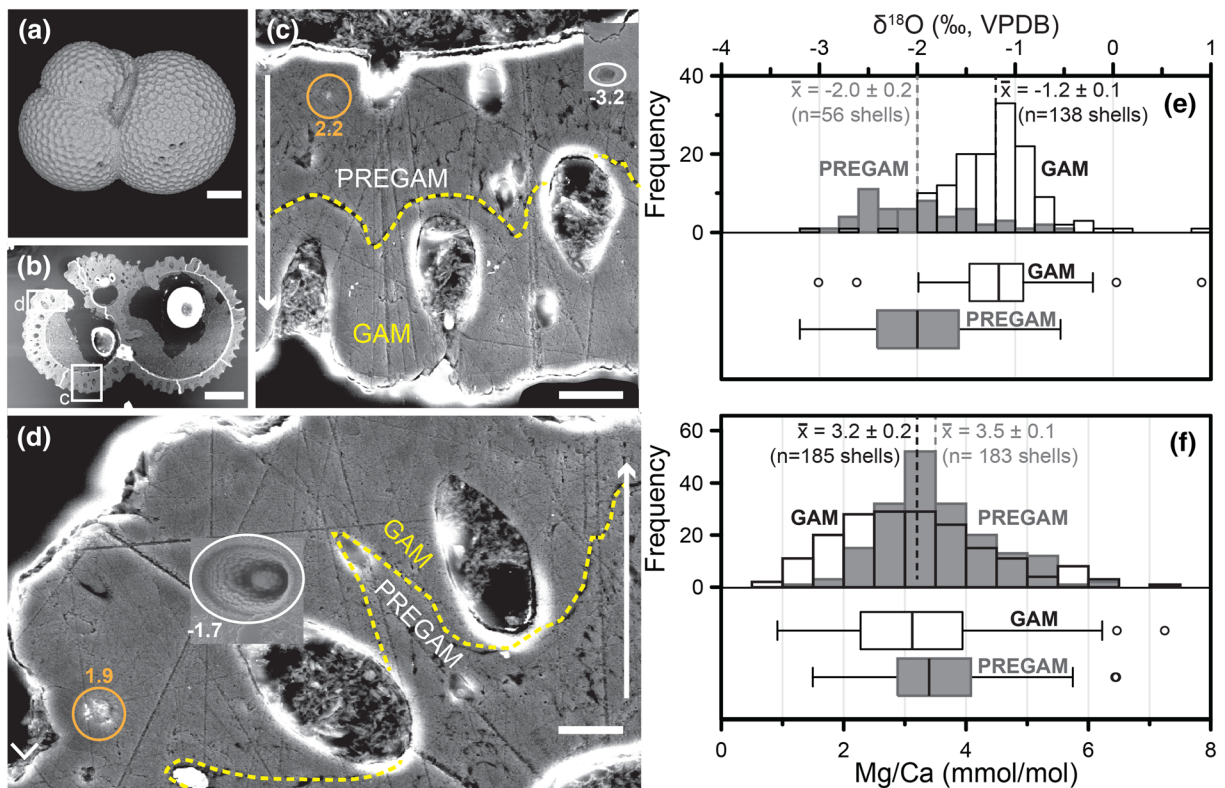 (a)
(b)
d
c
(c)
2.2
-3.2
PREGAM
GAM
(d)
GAM
PREGAM
-1.7
1.9
δ¹⁸O (‰, VPDB)
-4 -3 -2 -1 0 1
(e)
Frequency
40
20
0
x̄ = -2.0 ± 0.2
(n=56 shells)
x̄ = -1.2 ± 0.1
(n=138 shells)
PREGAM
GAM
GAM
PREGAM
(f)
Frequency
60
40
20
0
x̄ = 3.2 ± 0.2
(n=185 shells)
x̄ = 3.5 ± 0.1
(n= 183 shells)
GAM
PREGAM
GAM
PREGAM
0 2 4 6 8
Mg/Ca (mmol/mol)